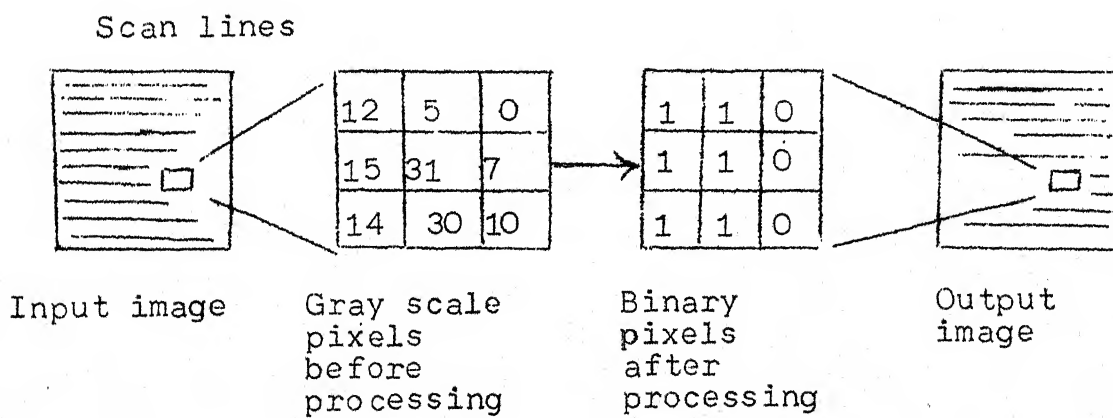 Scan lines
12 5 0 1 1 0
15 31 7 1 1 0
14 30 10 1 1 0
Input image
Gray scale
pixels
before
processing
Binary
pixels
after
processing
Output
image